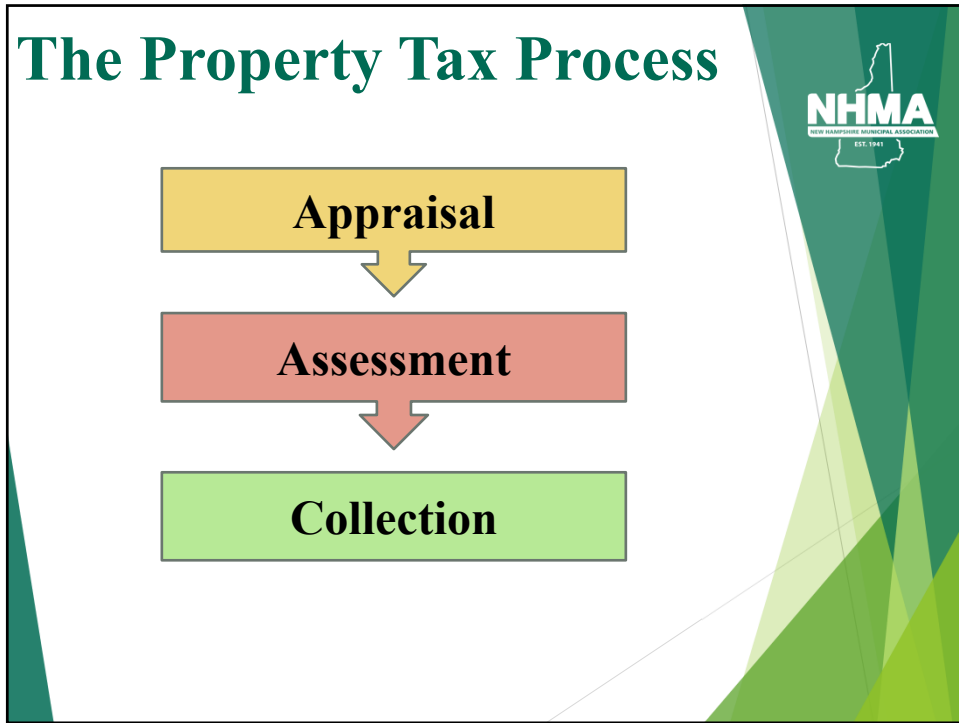 The Property Tax Process
NHMA
NEW HAMPSHIRE MUNICIPAL ASSOCIATION
EST. 1941
Appraisal
Assessment
Collection